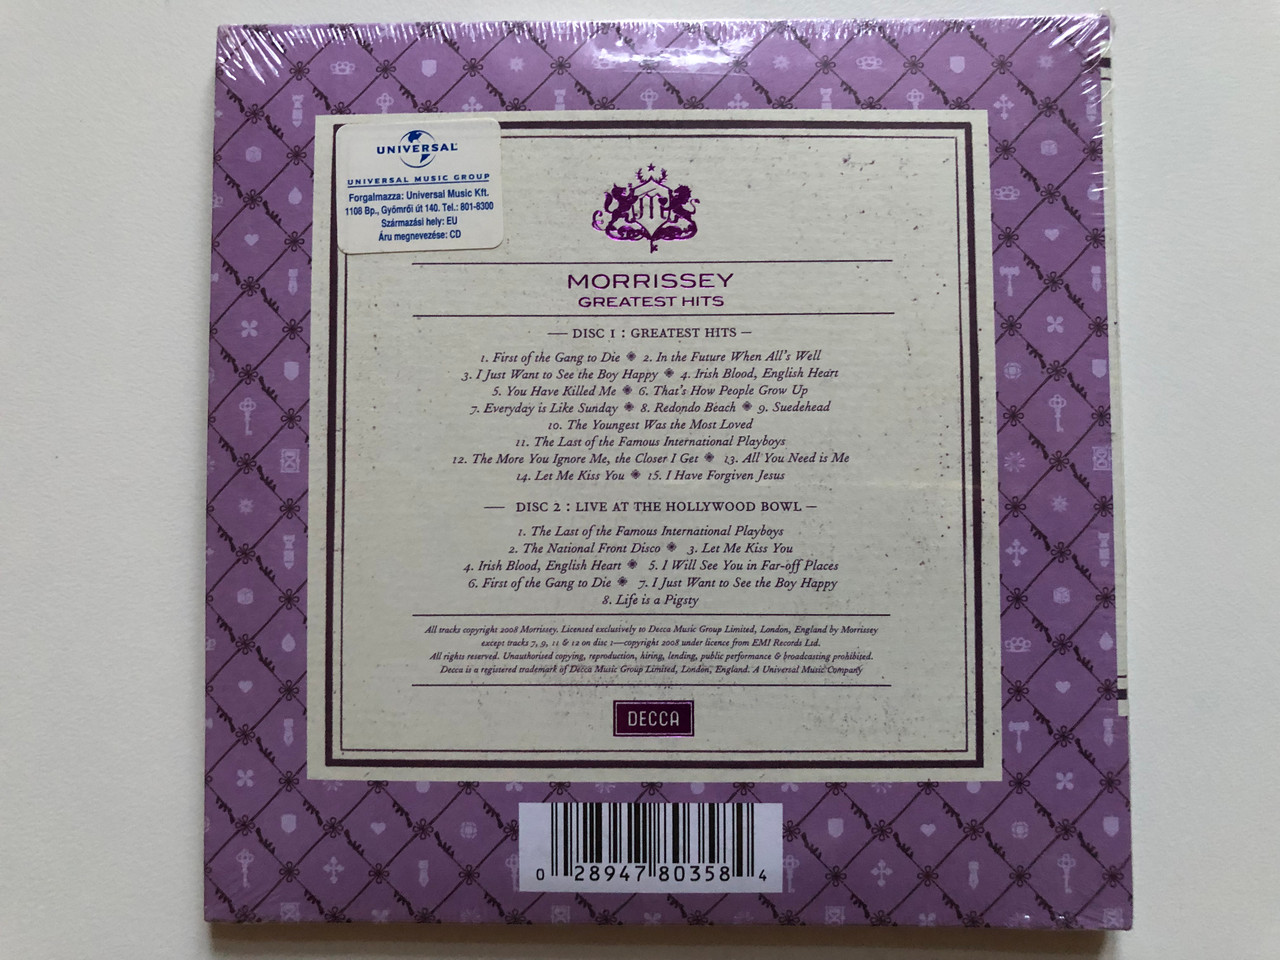 UNIVERSAL
UNIVERSAL MUSIC GROUP
Forgalmazza: Universal Music Kft.
1108 Bp., Gyömrői út 140. Tel.: 801-8300
Származási hely: EU
Áru megnevezése: CD
M
MORRISSEY
GREATEST HITS
— DISC 1 : GREATEST HITS —
1. First of the Gang to Die ◈ 2. In the Future When All's Well
3. I Just Want to See the Boy Happy ◈ 4. Irish Blood, English Heart
5. You Have Killed Me ◈ 6. That's How People Grow Up
7. Everyday is Like Sunday ◈ 8. Redondo Beach ◈ 9. Suedehead
10. The Youngest Was the Most Loved
11. The Last of the Famous International Playboys
12. The More You Ignore Me, the Closer I Get ◈ 13. All You Need is Me
14. Let Me Kiss You ◈ 15. I Have Forgiven Jesus
— DISC 2 : LIVE AT THE HOLLYWOOD BOWL —
1. The Last of the Famous International Playboys
2. The National Front Disco ◈ 3. Let Me Kiss You
4. Irish Blood, English Heart ◈ 5. I Will See You in Far-off Places
6. First of the Gang to Die ◈ 7. I Just Want to See the Boy Happy
8. Life is a Pigsty
All tracks copyright 2008 Morrissey. Licensed exclusively to Decca Music Group Limited, London, England by Morrissey
except tracks 7, 9, 11 & 12 on disc 1—copyright 2008 under licence from EMI Records Ltd.
All rights reserved. Unauthorised copying, reproduction, hiring, lending, public performance & broadcasting prohibited.
Decca is a registered trademark of Decca Music Group Limited, London, England. A Universal Music Company
DECCA
0 28947 80358 4